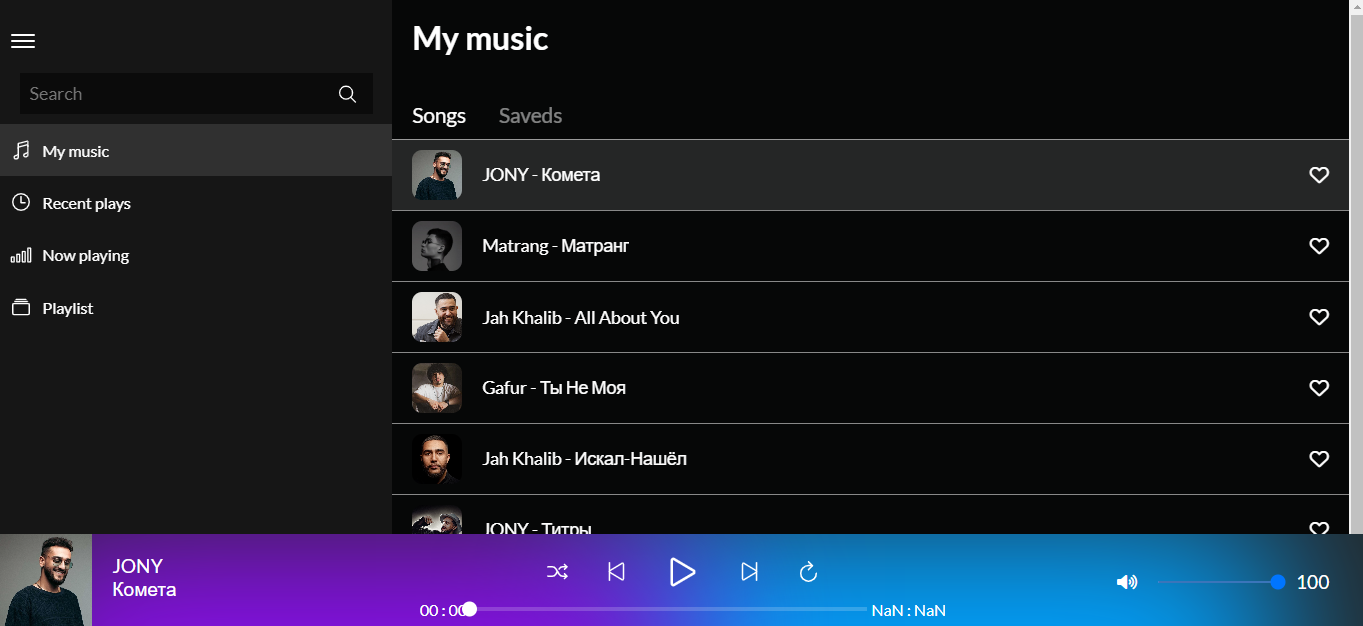 My music
Search
Songs Saveds
My music
Recent plays
Now playing
Playlist
JONY - Комета
Matrang - Матранг
Jah Khalib - All About You
Gafur - Ты Не Моя
Jah Khalib - Искал-Нашёл
JONY - Титры
JONY
Комета
00 : 00
NaN : NaN
100